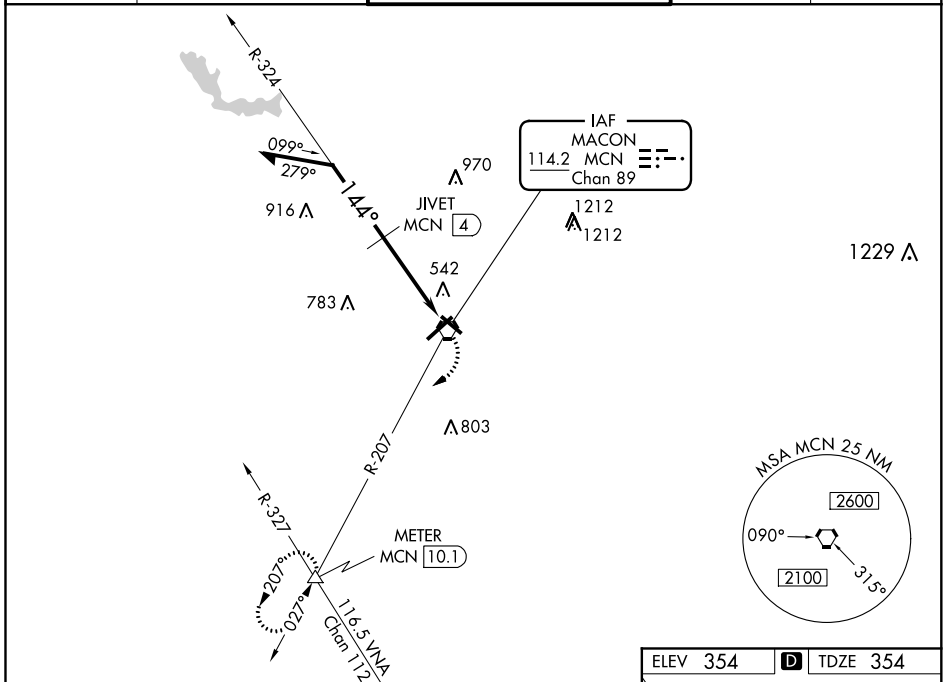 R-324
099°
279°
144°
970
916
JIVET
MCN 4
542
783
IAF
MACON
114.2 MCN
Chan 89
1212
1212
1229
803
R-207
R-327
METER
MCN 10.1
207°
027°
116.5 VNA
Chan 112
MSA MCN 25 NM
2600
090°
2100
315°
ELEV 354 D TDZE 354